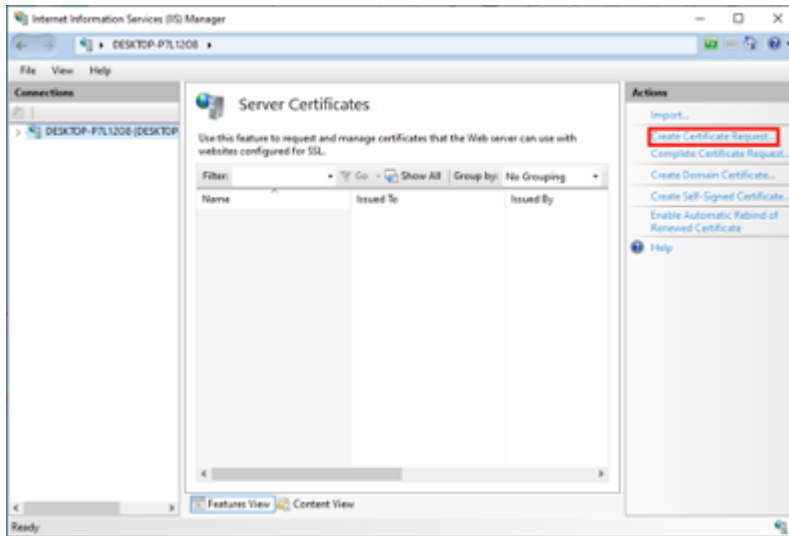 Internet Information Services (IIS) Manager
DESKTOP-P7L1208
File View Help
Connections
DESKTOP-P7L1208 (DESKTOP
Server Certificates
Use this feature to request and manage certificates that the Web server can use with
websites configured for SSL.
Filter: Go Show All Group by: No Grouping
Name Issued To Issued By
Features View Content View
Actions
Import...
Create Certificate Request...
Complete Certificate Request...
Create Domain Certificate...
Create Self-Signed Certificate...
Enable Automatic Rebind of
Renewed Certificate
Help
Ready